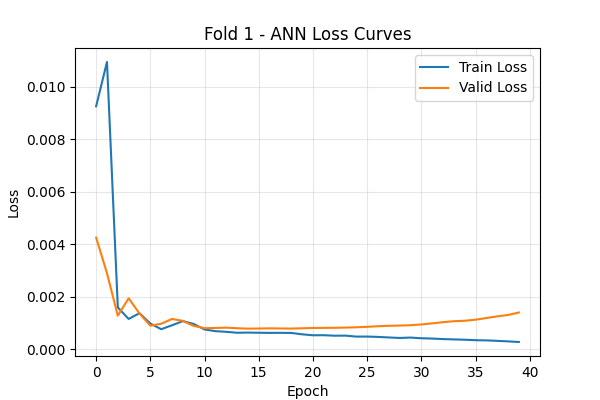 Fold 1 - ANN Loss Curves
Train Loss
Valid Loss
Loss
0.010
0.008
0.006
0.004
0.002
0.000
0 5 10 15 20 25 30 35 40
Epoch